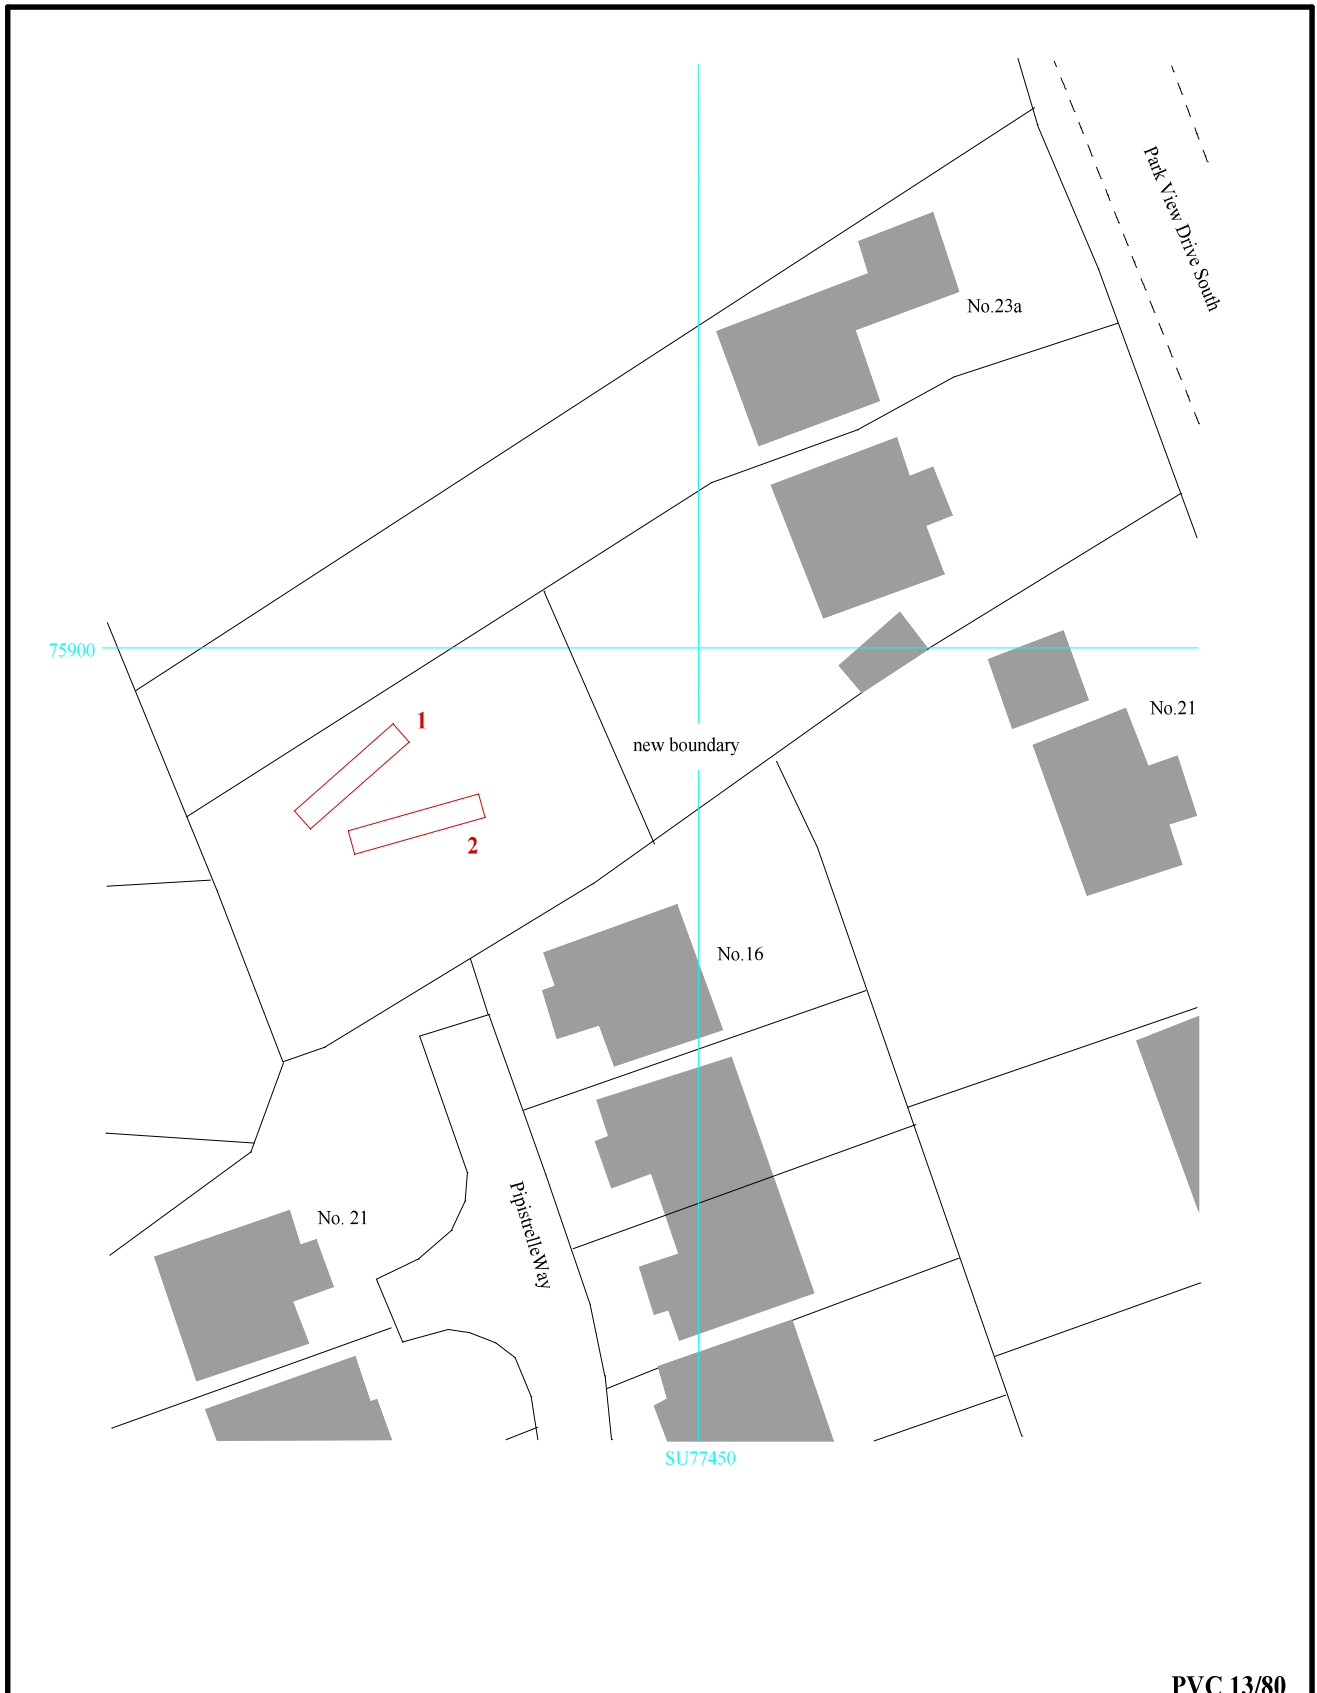 Park View Drive South
No.23a
75900
No.21
1
new boundary
2
No.16
No. 21
PipistrelleWay
SU77450
PVC 13/80